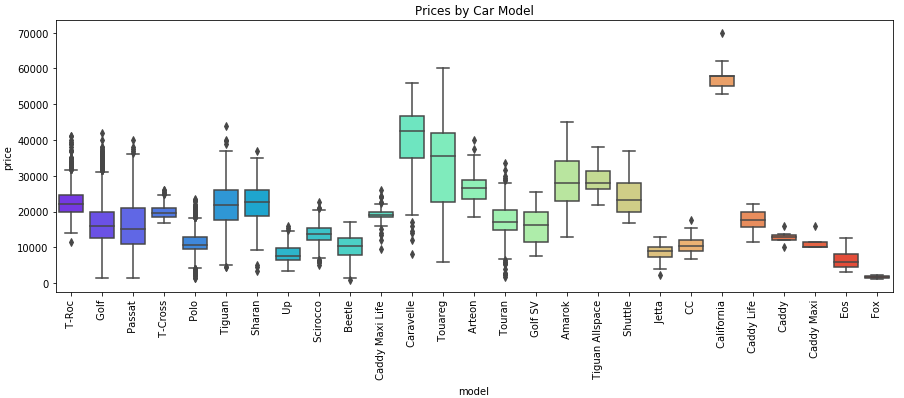 Prices by Car Model
price
70000
60000
50000
40000
30000
20000
10000
0
T-Roc
Golf
Passat
T-Cross
Polo
Tiguan
Sharan
Up
Scirocco
Beetle
Caddy Maxi Life
Caravelle
Touareg
Arteon
Touran
Golf SV
Amarok
Tiguan Allspace
Shuttle
Jetta
CC
California
Caddy Life
Caddy
Caddy Maxi
Eos
Fox
model